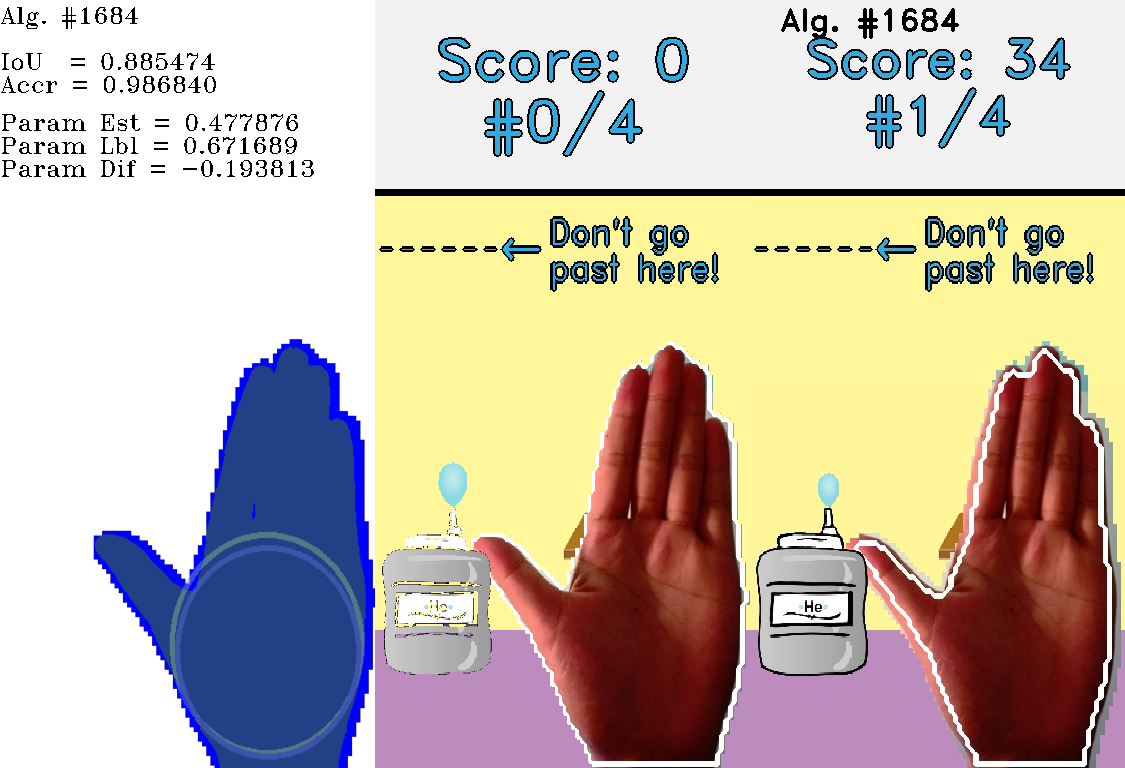 Alg. #1684
IoU = 0.885474
Accr = 0.986840
Param Est = 0.477876
Param Lbl = 0.671689
Param Dif = −0.193813
Score: 0
#0/4
Alg. #1684
Score: 34
#1/4
Don't go
past here!
Don't go
past here!
He
He